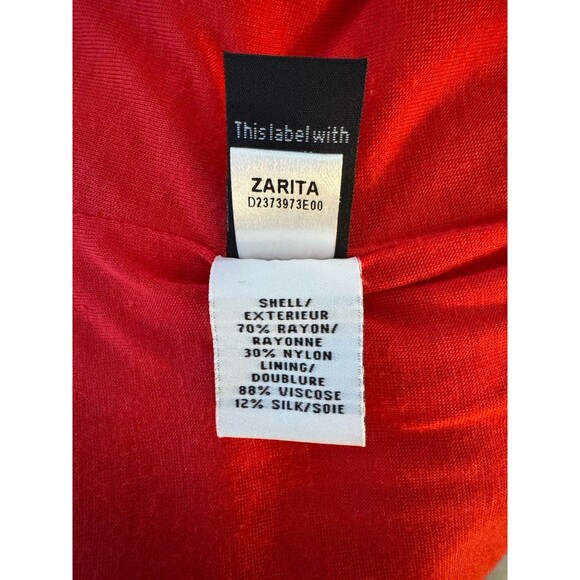 This label with
ZARITA
D2373973E00
SHELL/
EXTERIEUR
70% RAYON/
RAYONNE
30% NYLON
LINING/
DOUBLURE
88% VISCOSE
12% SILK/SOIE